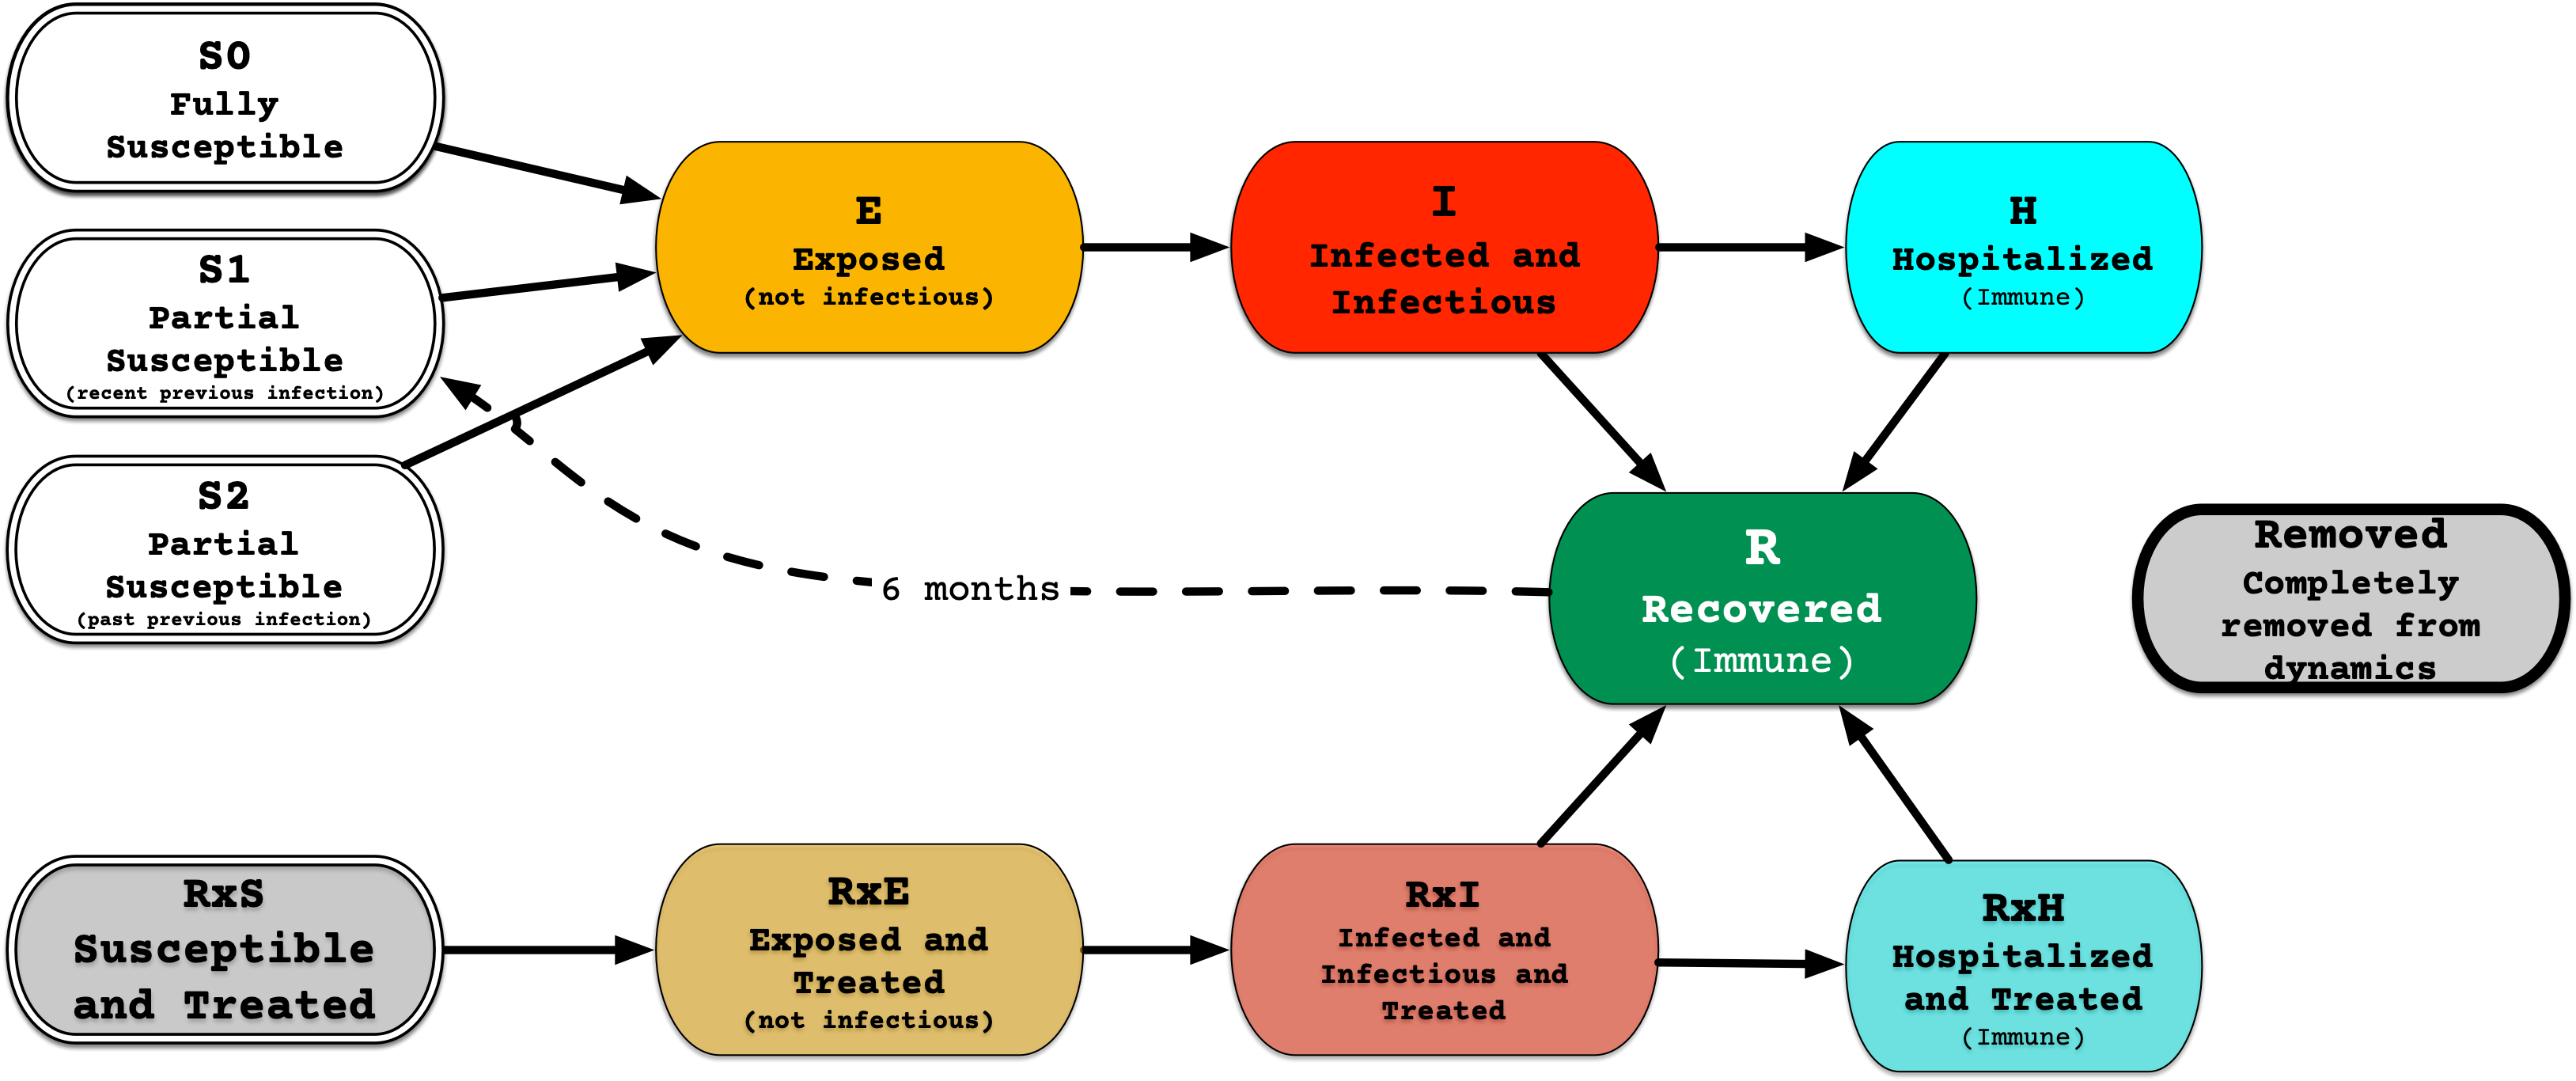 S0
Fully
Susceptible
S1
Partial
Susceptible
(recent previous infection)
S2
Partial
Susceptible
(past previous infection)
E
Exposed
(not infectious)
I
Infected and
Infectious
H
Hospitalized
(Immune)
6 months
R
Recovered
(Immune)
Removed
Completely
removed from
dynamics
RxS
Susceptible
and Treated
RxE
Exposed and
Treated
(not infectious)
RxI
Infected and
Infectious and
Treated
RxH
Hospitalized
and Treated
(Immune)